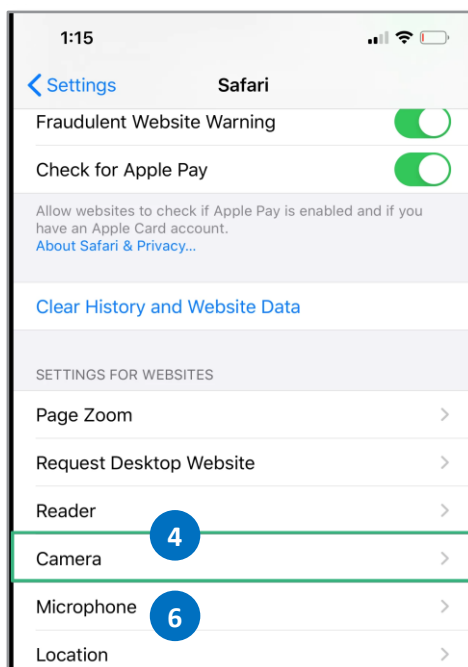 1:15
Settings
Safari
Fraudulent Website Warning
Check for Apple Pay
Allow websites to check if Apple Pay is enabled and if you
have an Apple Card account.
About Safari & Privacy...
Clear History and Website Data
SETTINGS FOR WEBSITES
Page Zoom
Request Desktop Website
Reader
4
Camera
Microphone
6
Location